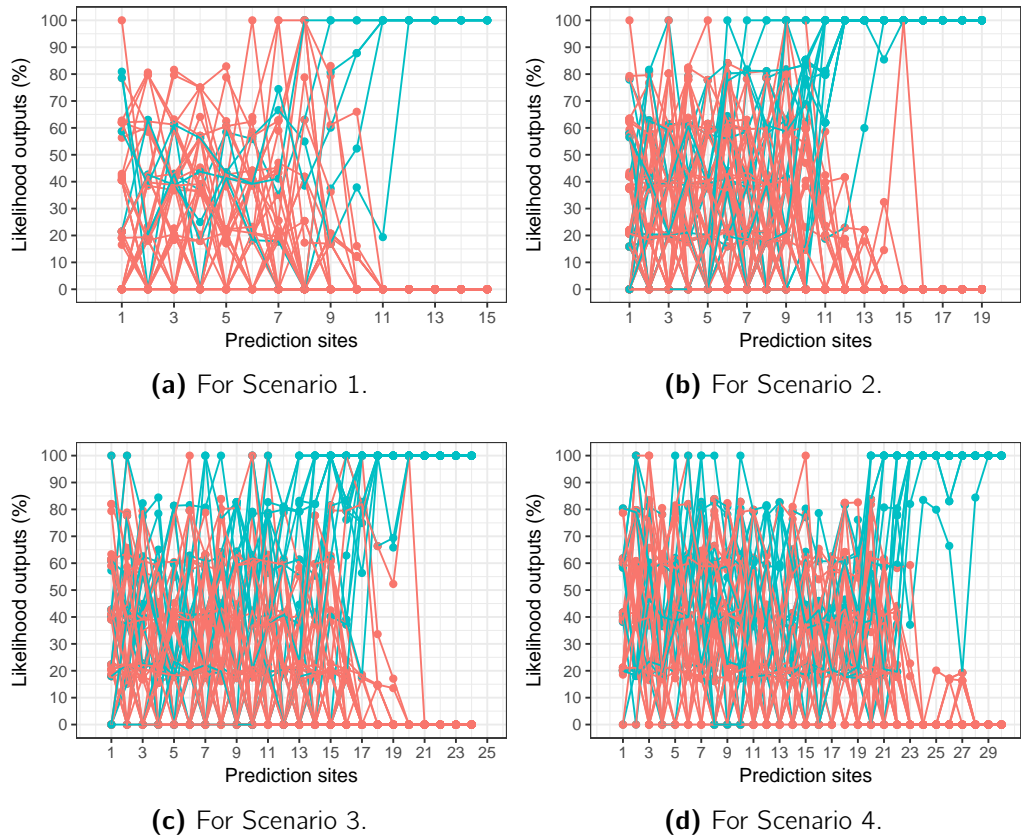 Likelihood outputs (%)
100
90
80
70
60
50
40
30
20
10
0
1 3 5 7 9 11 13 15
Prediction sites
(a) For Scenario 1.
Likelihood outputs (%)
100
90
80
70
60
50
40
30
20
10
0
1 3 5 7 9 11 13 15 17 19
Prediction sites
(b) For Scenario 2.
Likelihood outputs (%)
100
90
80
70
60
50
40
30
20
10
0
1 3 5 7 9 11 13 15 17 19 21 23 25
Prediction sites
(c) For Scenario 3.
Likelihood outputs (%)
100
90
80
70
60
50
40
30
20
10
0
1 3 5 7 9 11 13 15 17 19 21 23 25 27 29
Prediction sites
(d) For Scenario 4.